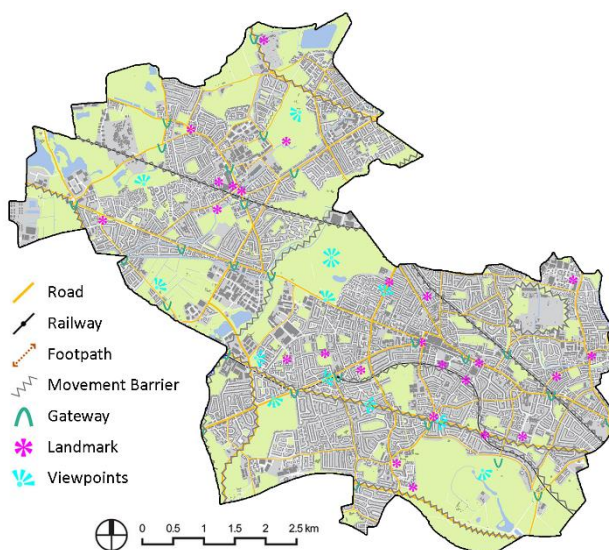 Road
Railway
Footpath
Movement Barrier
Gateway
Landmark
Viewpoints
0 0.5 1 1.5 2 2.5 km